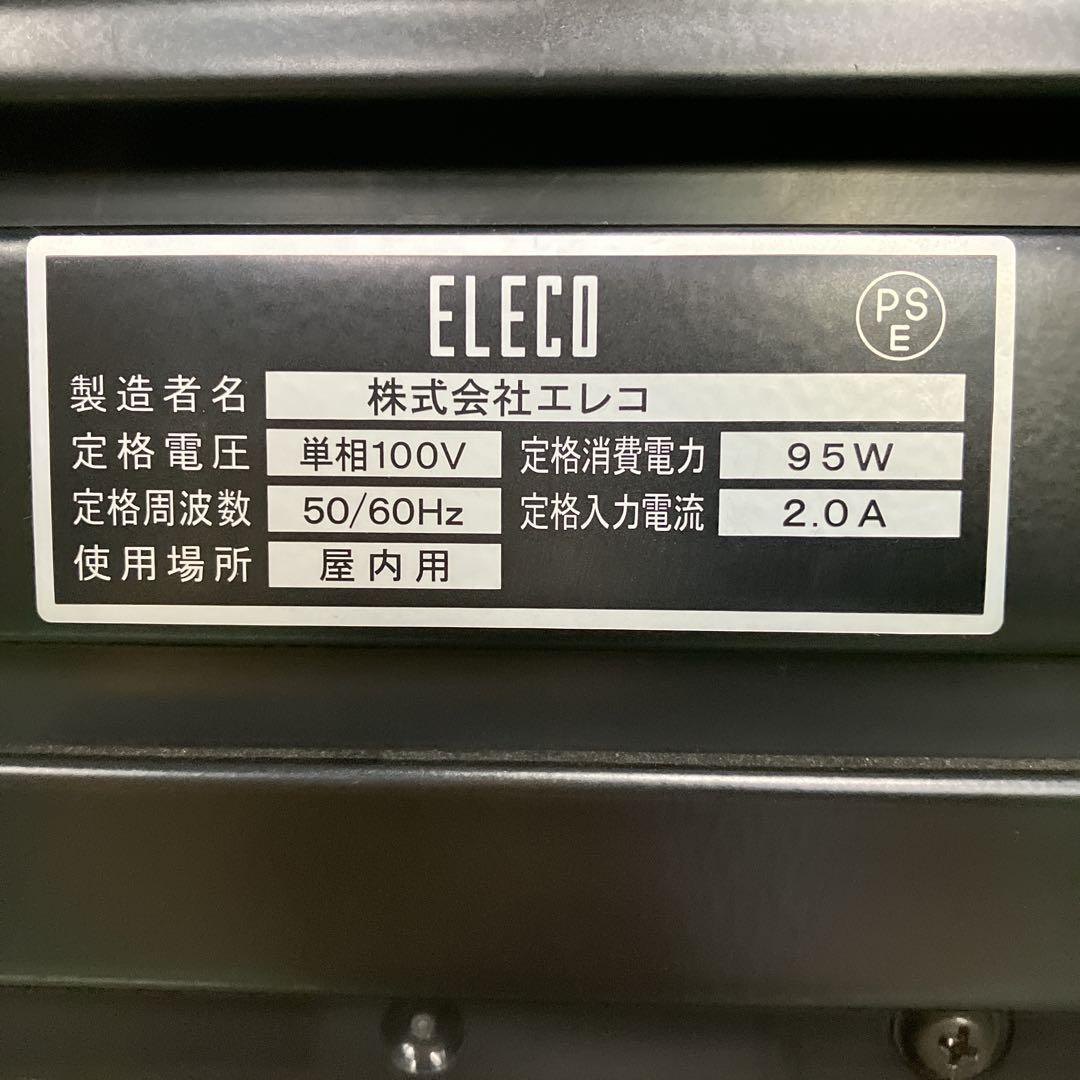 ELECO
PS
E
製造者名 株式会社エレコ
定格電圧 単相100V 定格消費電力 95W
定格周波数 50/60Hz 定格入力電流 2.0A
使用場所 屋内用